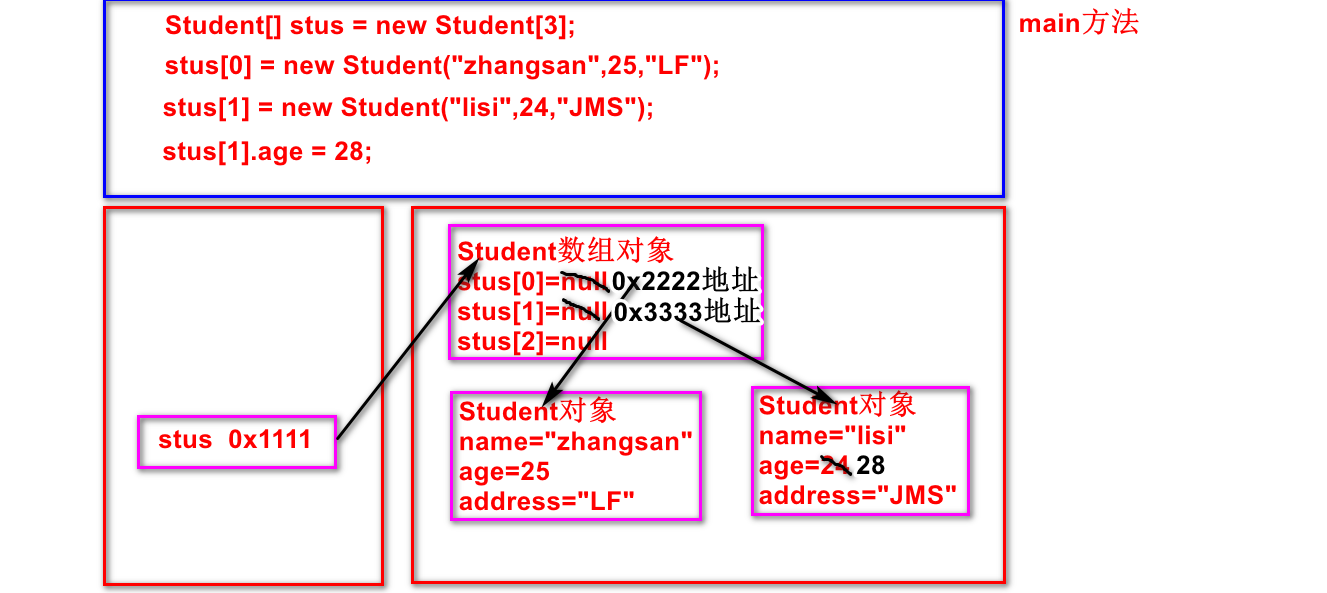 Student[] stus = new Student[3];
main方法
stus[0] = new Student("zhangsan",25,"LF");
stus[1] = new Student("lisi",24,"JMS");
stus[1].age = 28;
Student数组对象
stus[0]=null 0x2222地址
stus[1]=null 0x3333地址
stus[2]=null
stus 0x1111
Student对象
name="zhangsan"
age=25
address="LF"
Student对象
name="lisi"
age=24 28
address="JMS"